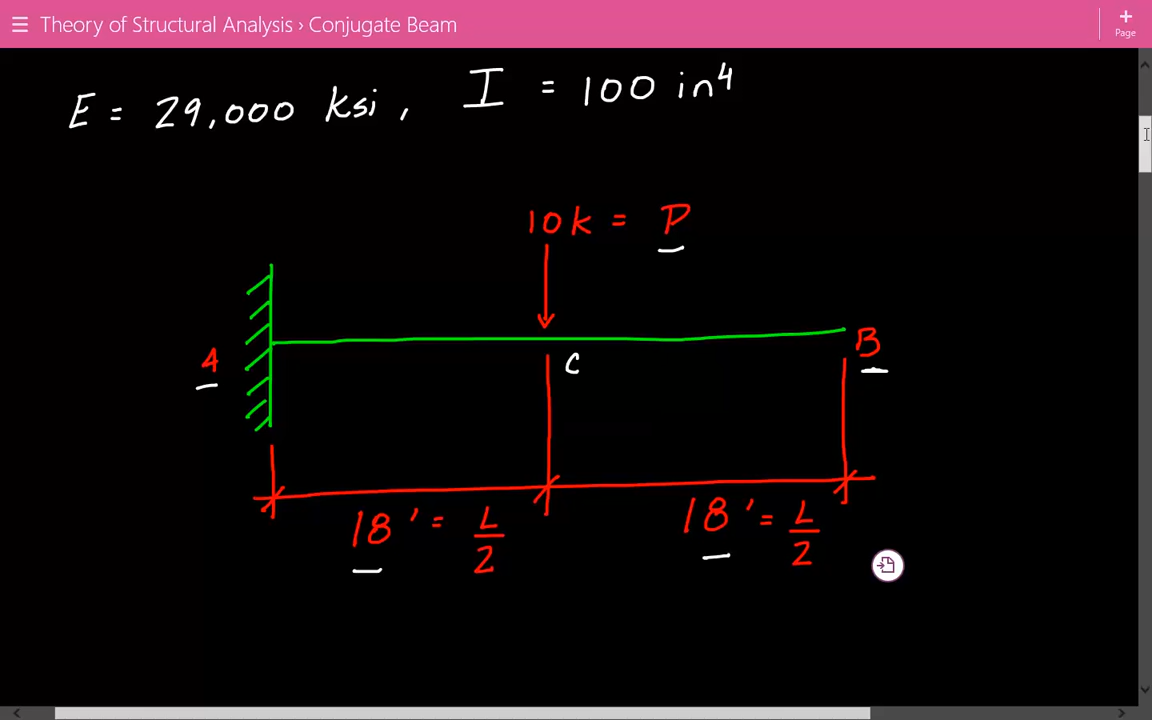 Theory of Structural Analysis › Conjugate Beam
Page
E = 29,000 ksi, I = 100 in⁴
10k = P
A
C
B
18' = L/2
18' = L/2